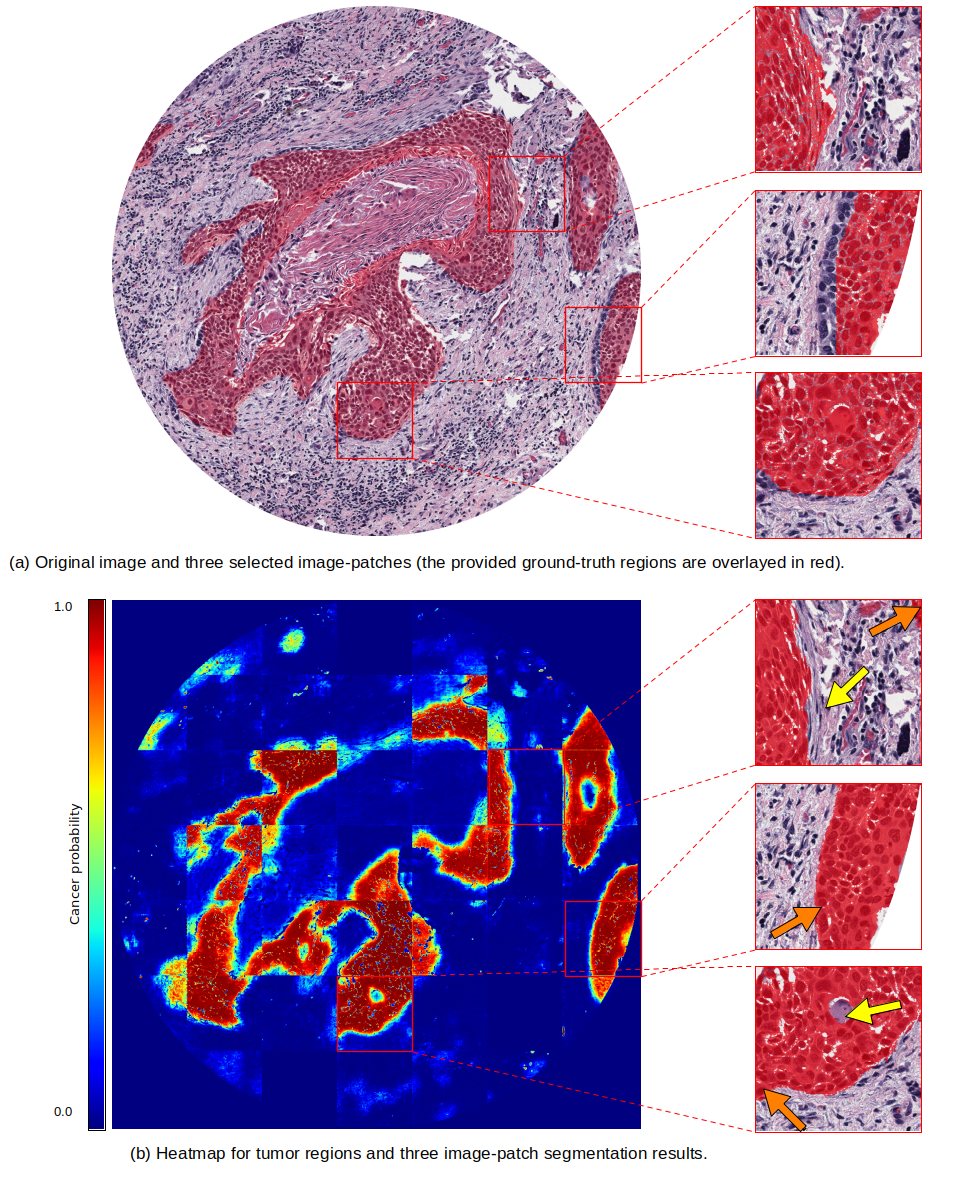 (a) Original image and three selected image-patches (the provided ground-truth regions are overlayed in red).
1.0
Cancer probability
0.0
(b) Heatmap for tumor regions and three image-patch segmentation results.